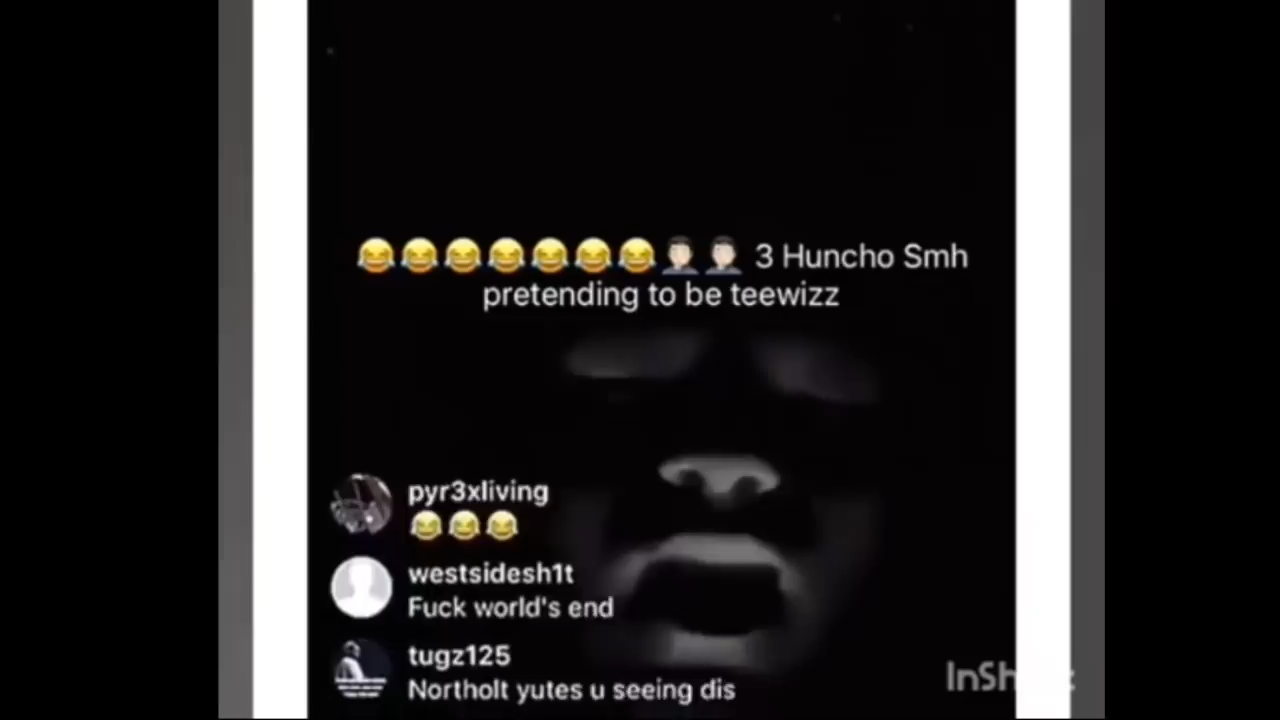 😂😂😂😂😂😂😂🤦🏻‍♂️🤦🏻‍♂️ 3 Huncho Smh
pretending to be teewizz
pyr3xliving
😂😂😂
westsidesh1t
Fuck world's end
tugz125
Northolt yutes u seeing dis